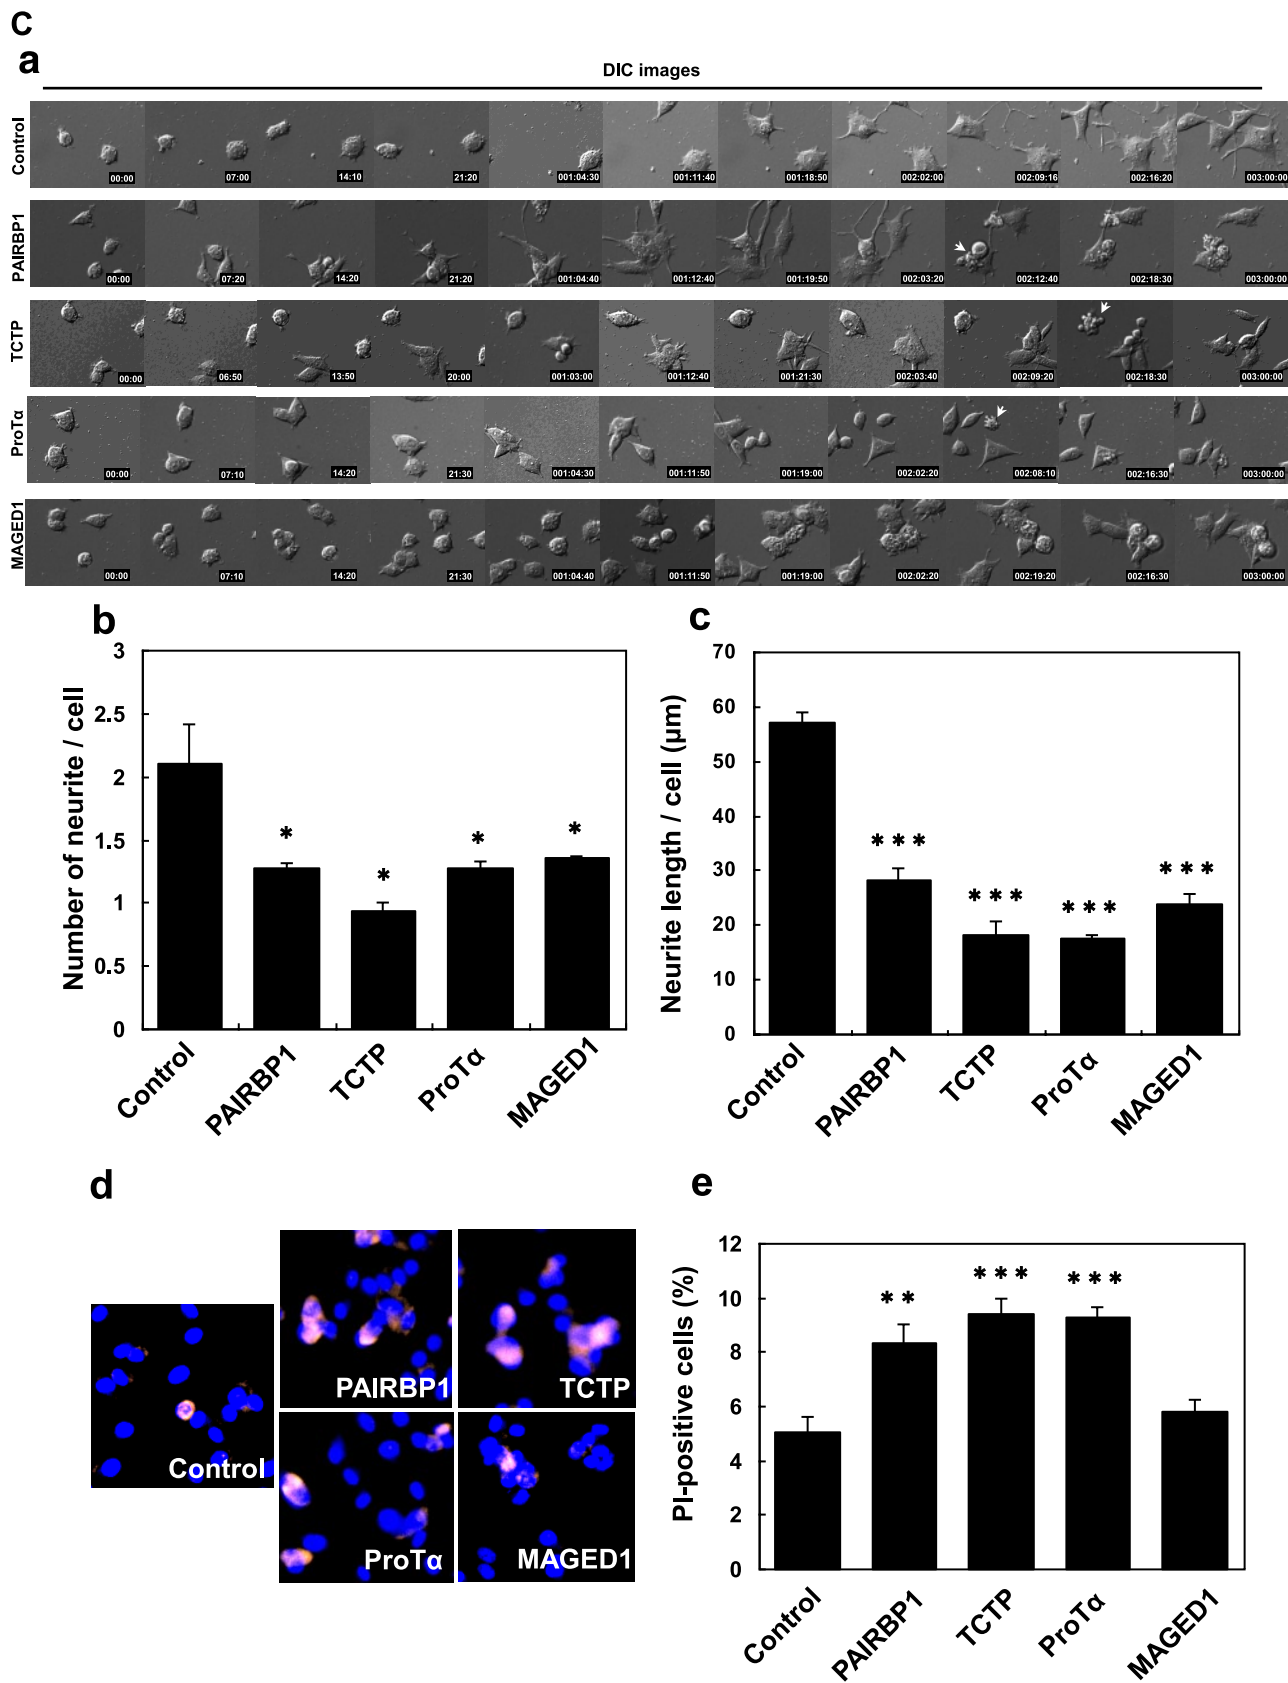 C
a
DIC images
Control
00:00 07:00 14:10 21:20 001:04:30 001:11:40 001:18:50 002:02:00 002:09:16 002:16:20 003:00:00
PAIRBP1
00:00 07:20 14:20 21:20 001:04:40 001:12:40 001:19:50 002:03:20 002:12:40 002:18:30 003:00:00
TCTP
00:00 06:50 13:50 20:00 001:03:00 001:12:40 001:21:30 002:03:40 002:09:20 002:18:30 003:00:00
ProTα
00:00 07:10 14:20 21:30 001:04:30 001:11:50 001:19:00 002:02:20 002:08:10 002:16:30 003:00:00
MAGED1
00:00 07:10 14:20 21:30 001:04:40 001:11:50 001:19:00 002:02:20 002:19:20 002:16:30 003:00:00
b
Number of neurite / cell
3
2.5
2
1.5
1
0.5
0
* * * *
Control PAIRBP1 TCTP ProTα MAGED1
c
Neurite length / cell (μm)
70
60
50
40
30
20
10
0
*** *** *** ***
Control PAIRBP1 TCTP ProTα MAGED1
d
Control
PAIRBP1
TCTP
ProTα
MAGED1
e
PI-positive cells (%)
12
10
8
6
4
2
0
** *** ***
Control PAIRBP1 TCTP ProTα MAGED1